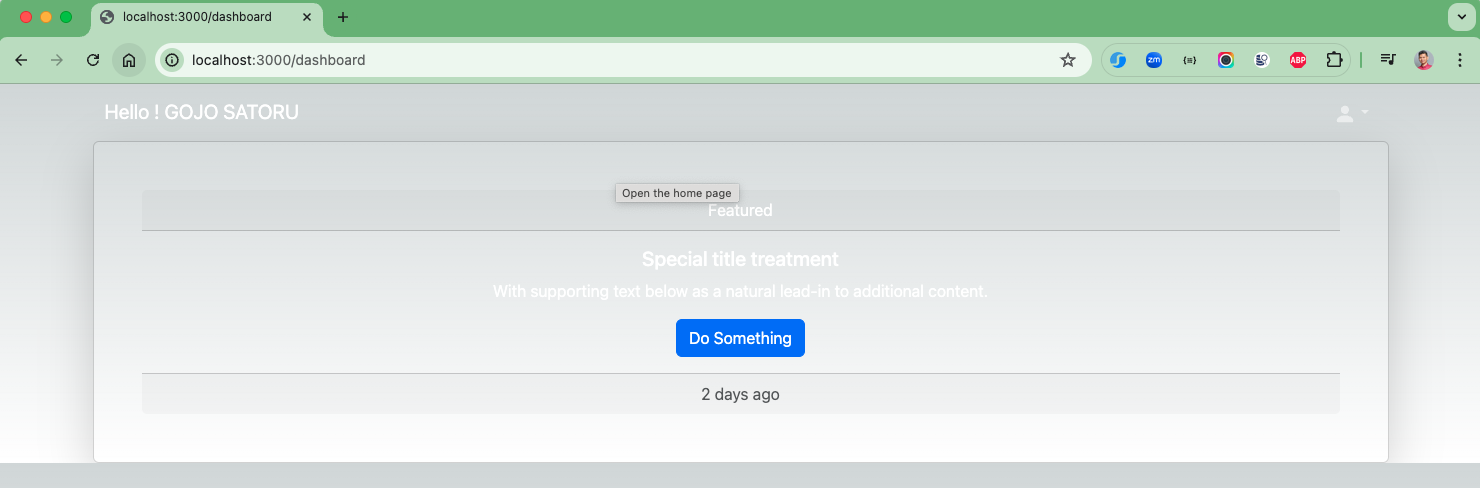 localhost:3000/dashboard
localhost:3000/dashboard
zm
ABP
Hello ! GOJO SATORU
Open the home page
Featured
Special title treatment
With supporting text below as a natural lead-in to additional content.
Do Something
2 days ago